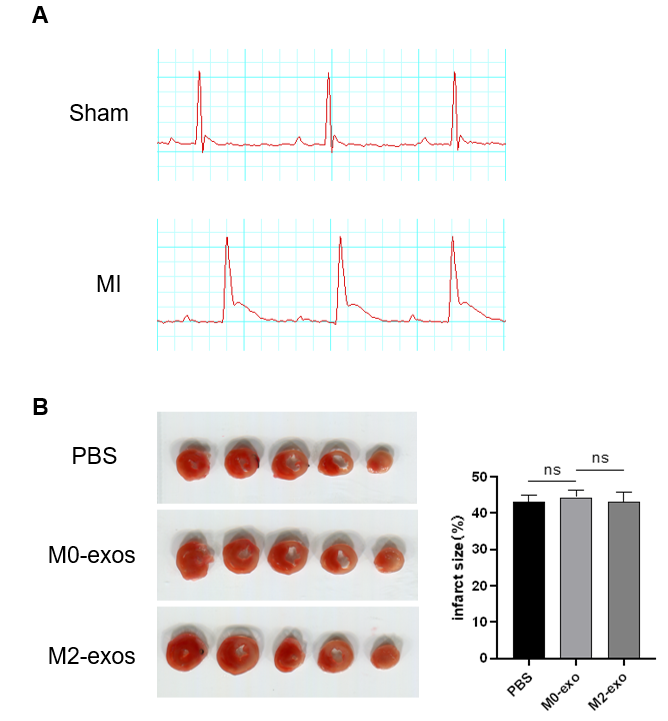 A
Sham
MI
B
PBS
M0-exos
M2-exos
ns
ns
infarct size(%)
50
40
30
20
10
0
PBS
M0-exo
M2-exo